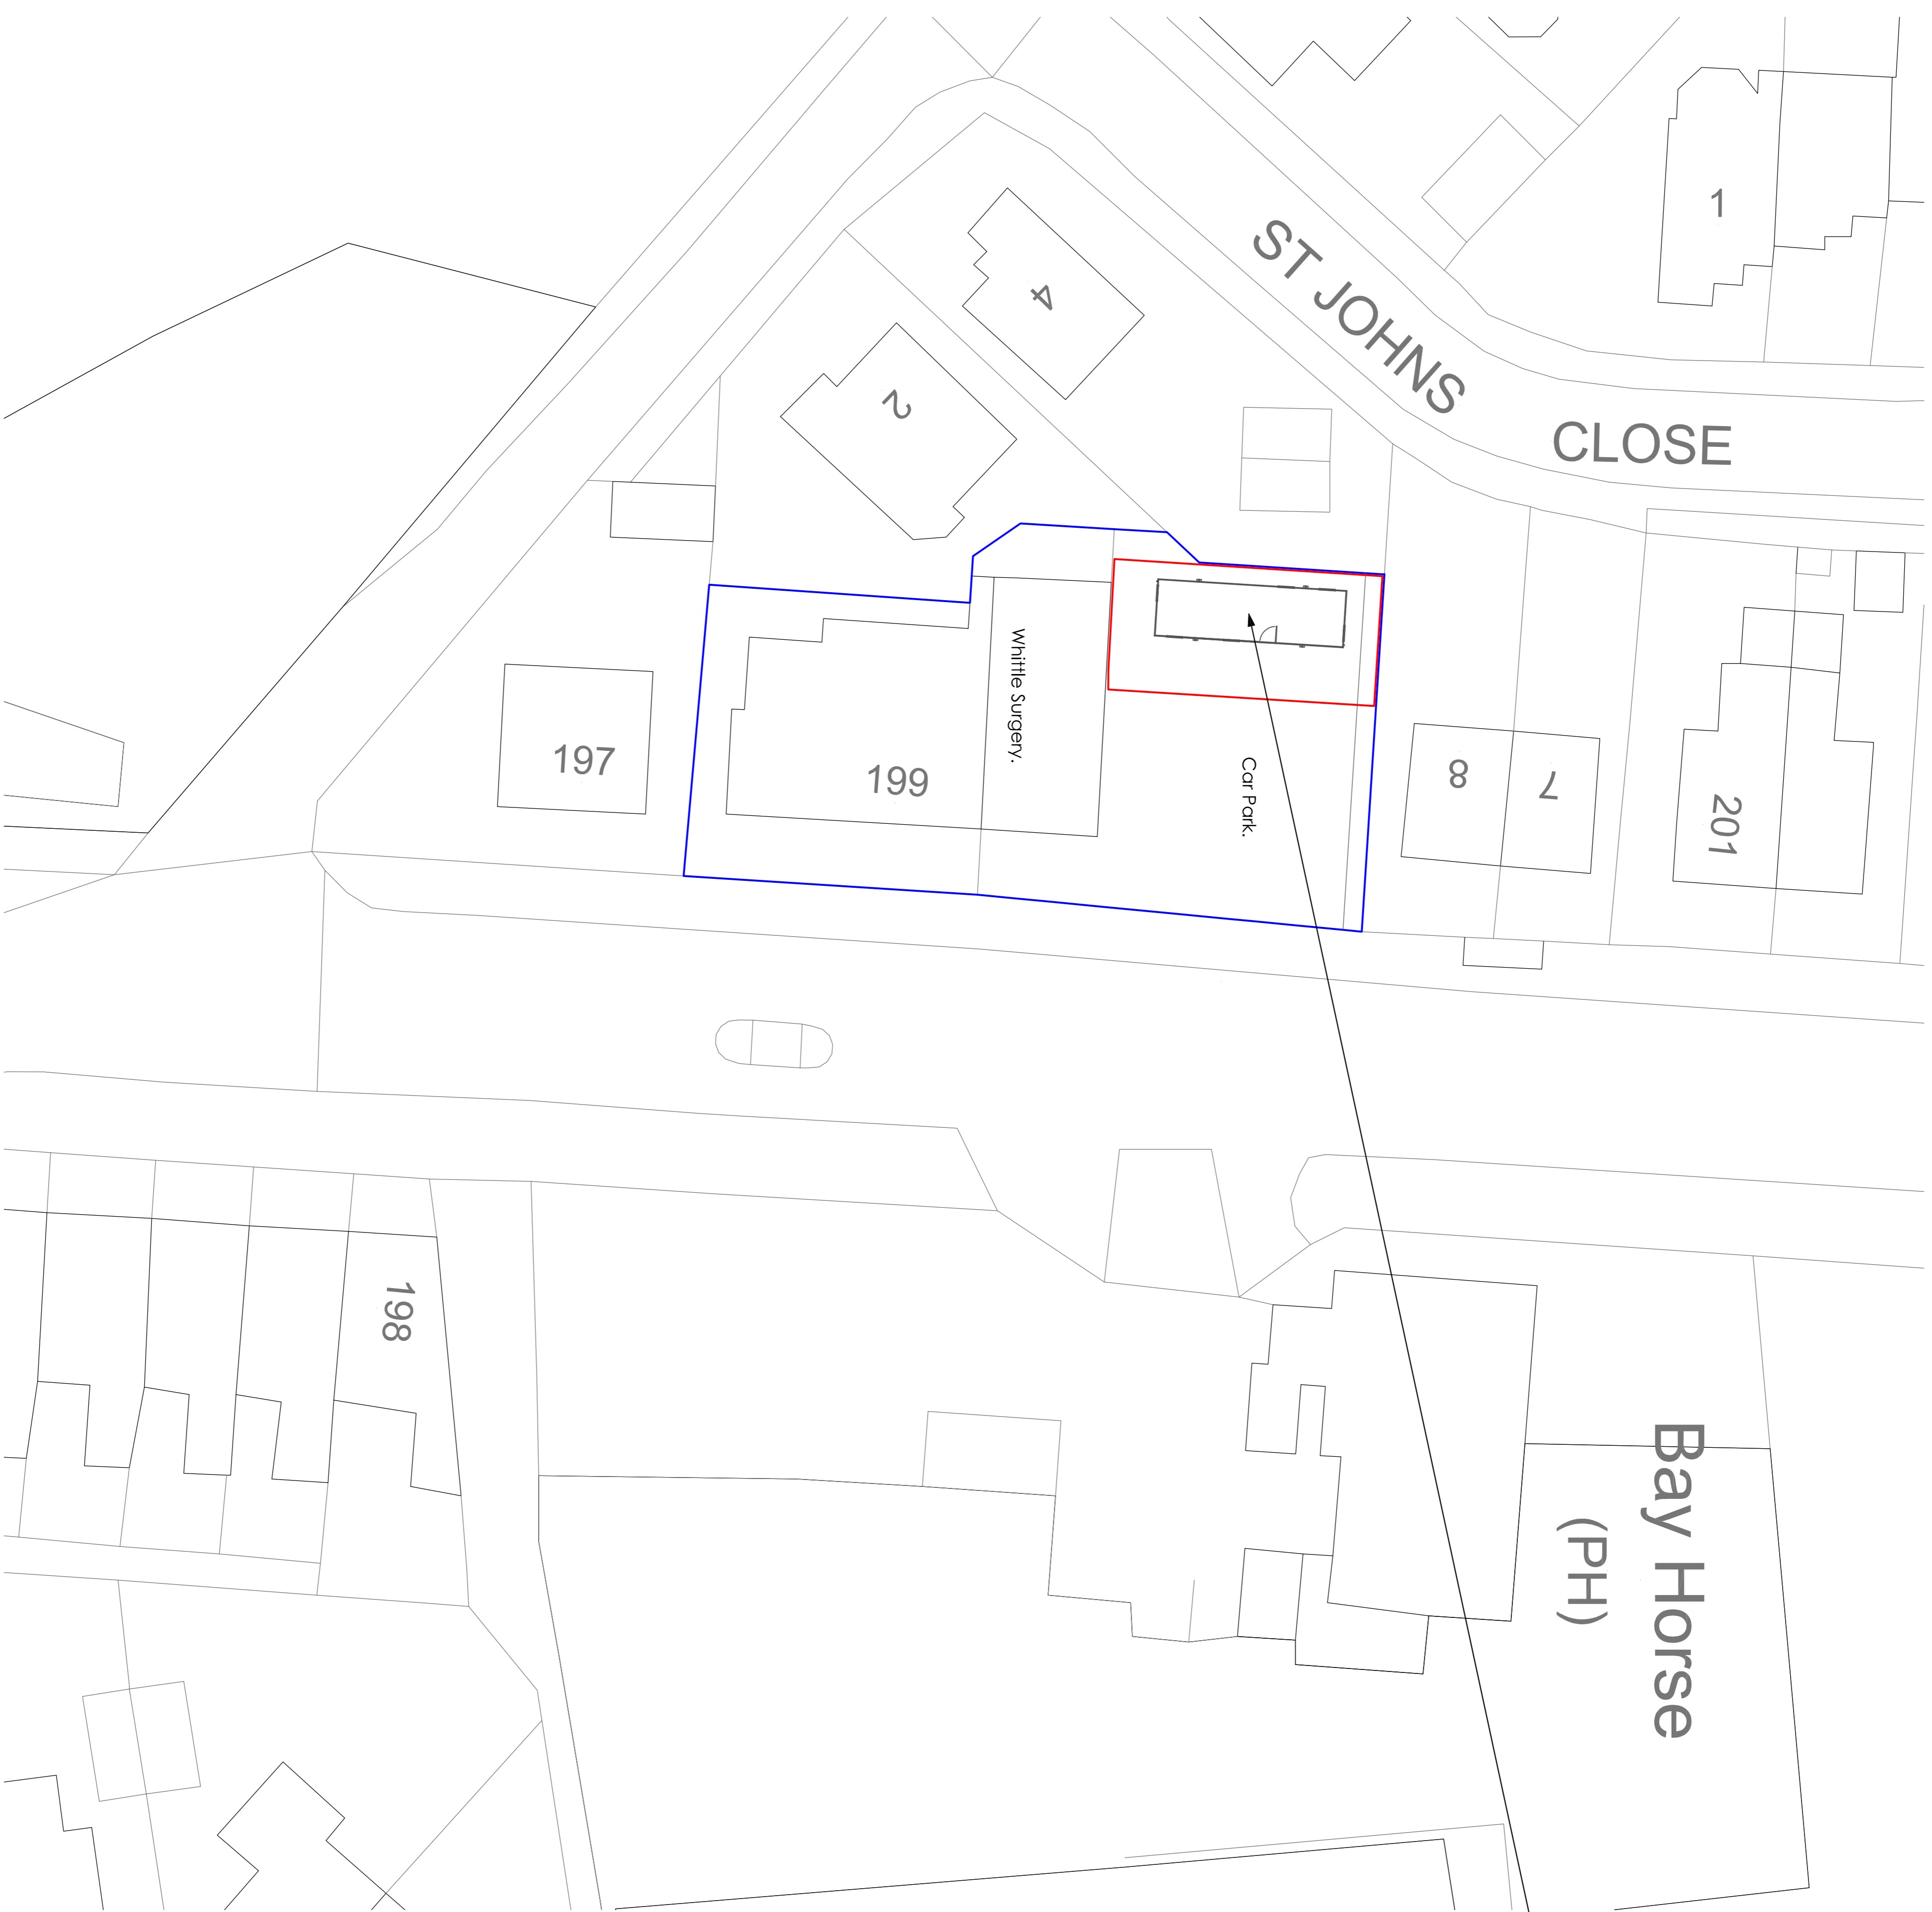 1
ST JOHNS
CLOSE
4
2
Whittle Surgery.
197
199
Car Park.
8
7
201
198
Bay Horse
(PH)